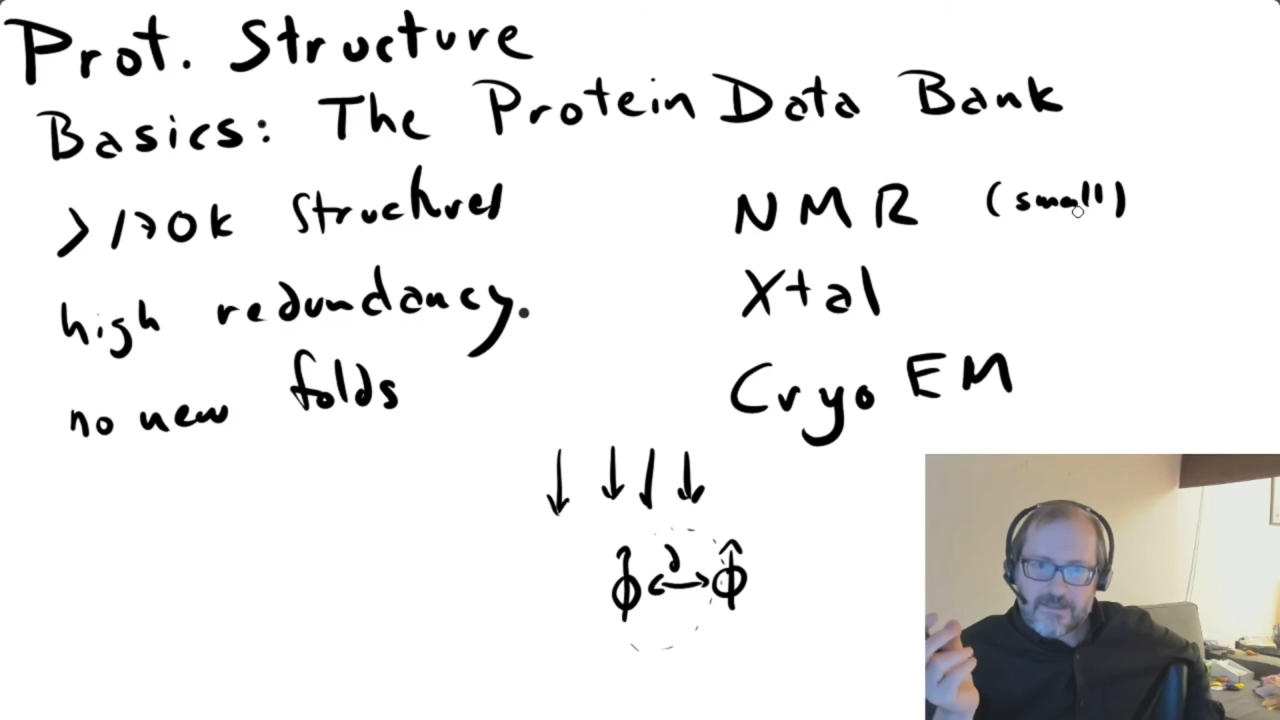 Prot. Structure
Basics: The Protein Data Bank
>170k structures
high redundancy.
no new folds
NMR (small)
Xtal
Cryo EM
d